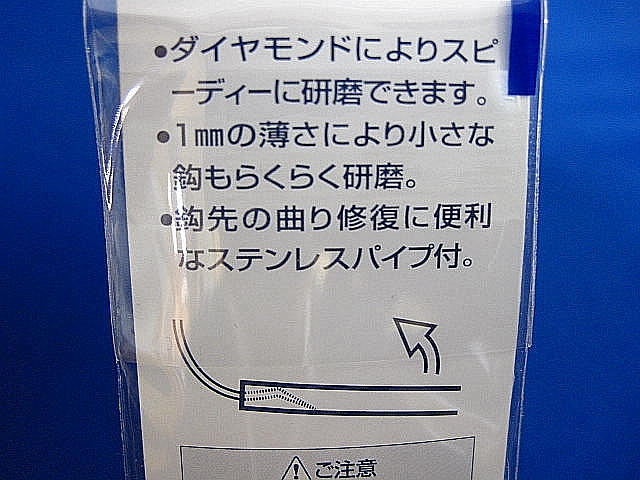 ●ダイヤモンドによりスピ
ーディーに研磨できます。
●1㎜の薄さにより小さな
鈎もらくらく研磨。
●鈎先の曲り修復に便利
なステンレスパイプ付。
⚠ご注意